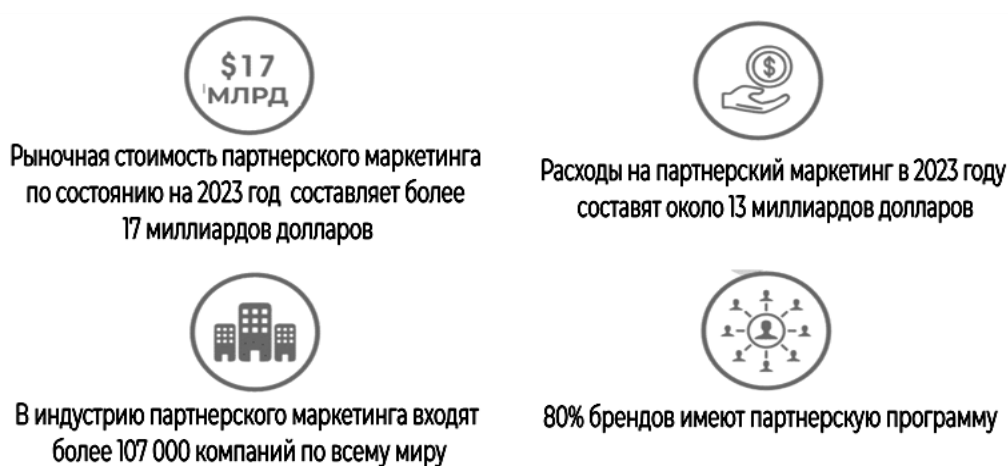 $17
МЛРД
Рыночная стоимость партнерского маркетинга
по состоянию на 2023 год составляет более
17 миллиардов долларов
Расходы на партнерский маркетинг в 2023 году
составят около 13 миллиардов долларов
В индустрию партнерского маркетинга входят
более 107 000 компаний по всему миру
$
80% брендов имеют партнерскую программу